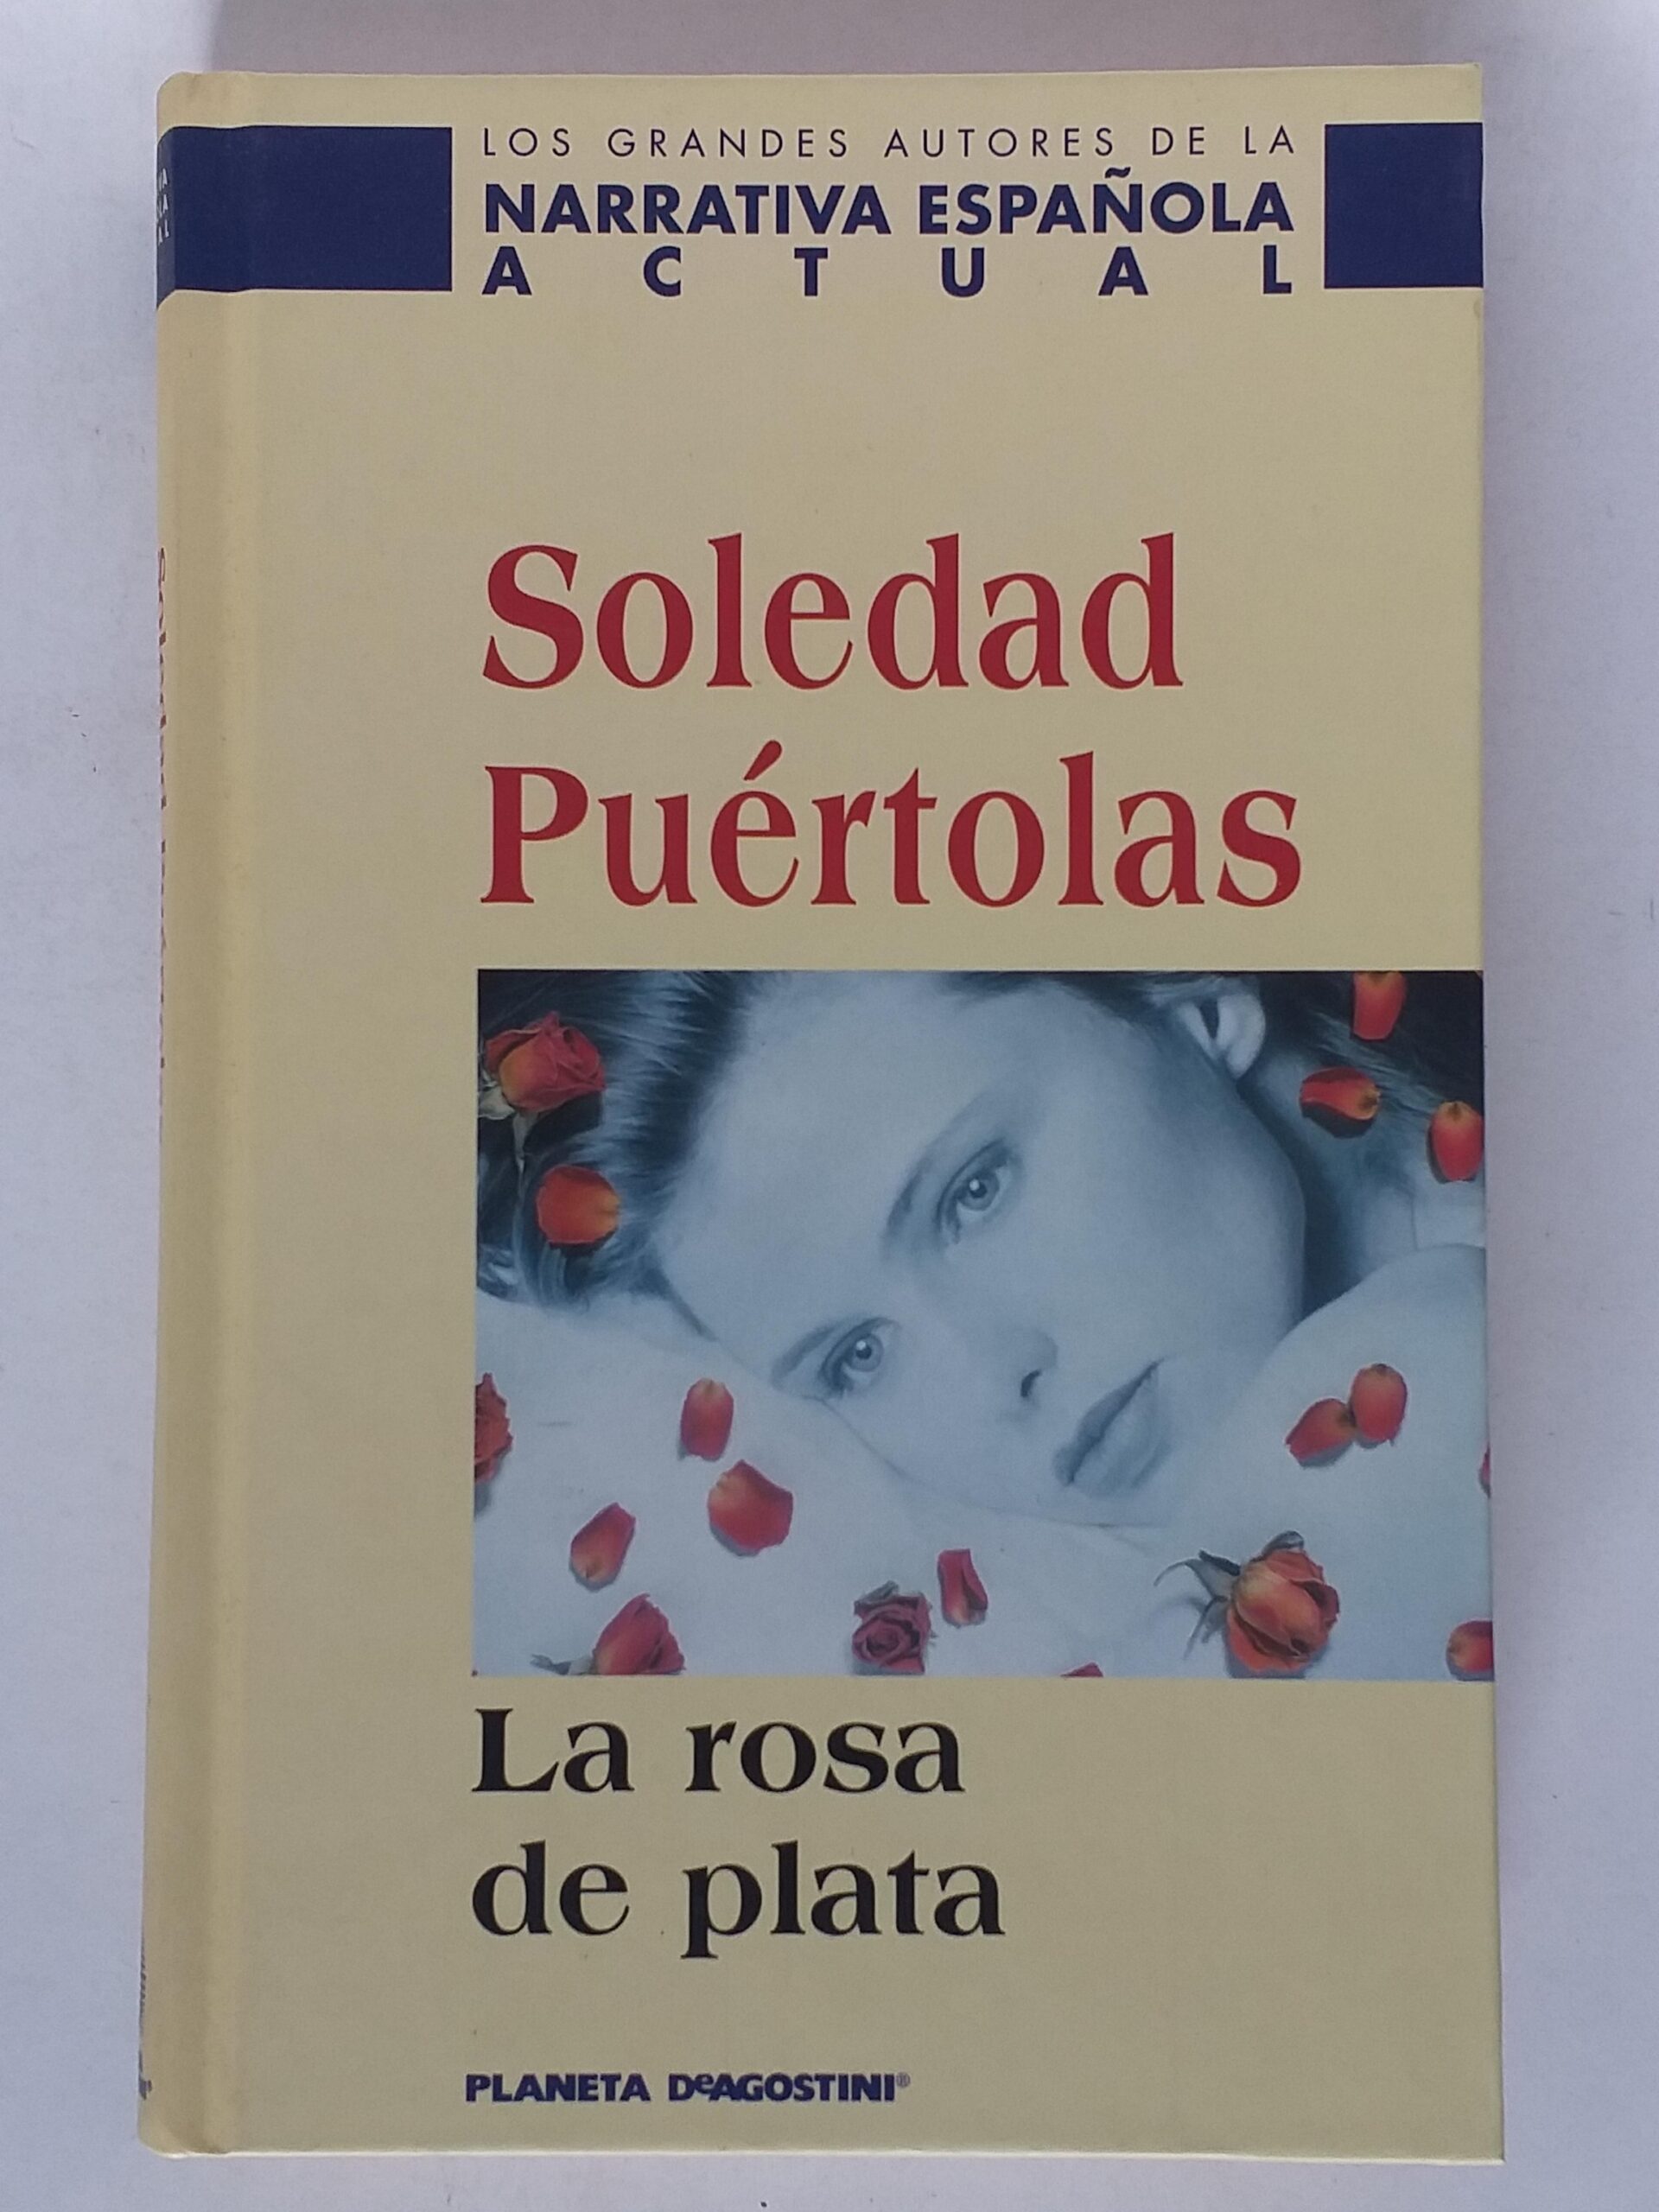 LOS GRANDES AUTORES DE LA
NARRATIVA ESPAÑOLA
ACTUAL
Soledad
Puértolas
La rosa
de plata
PLANETA DeAGOSTINI®